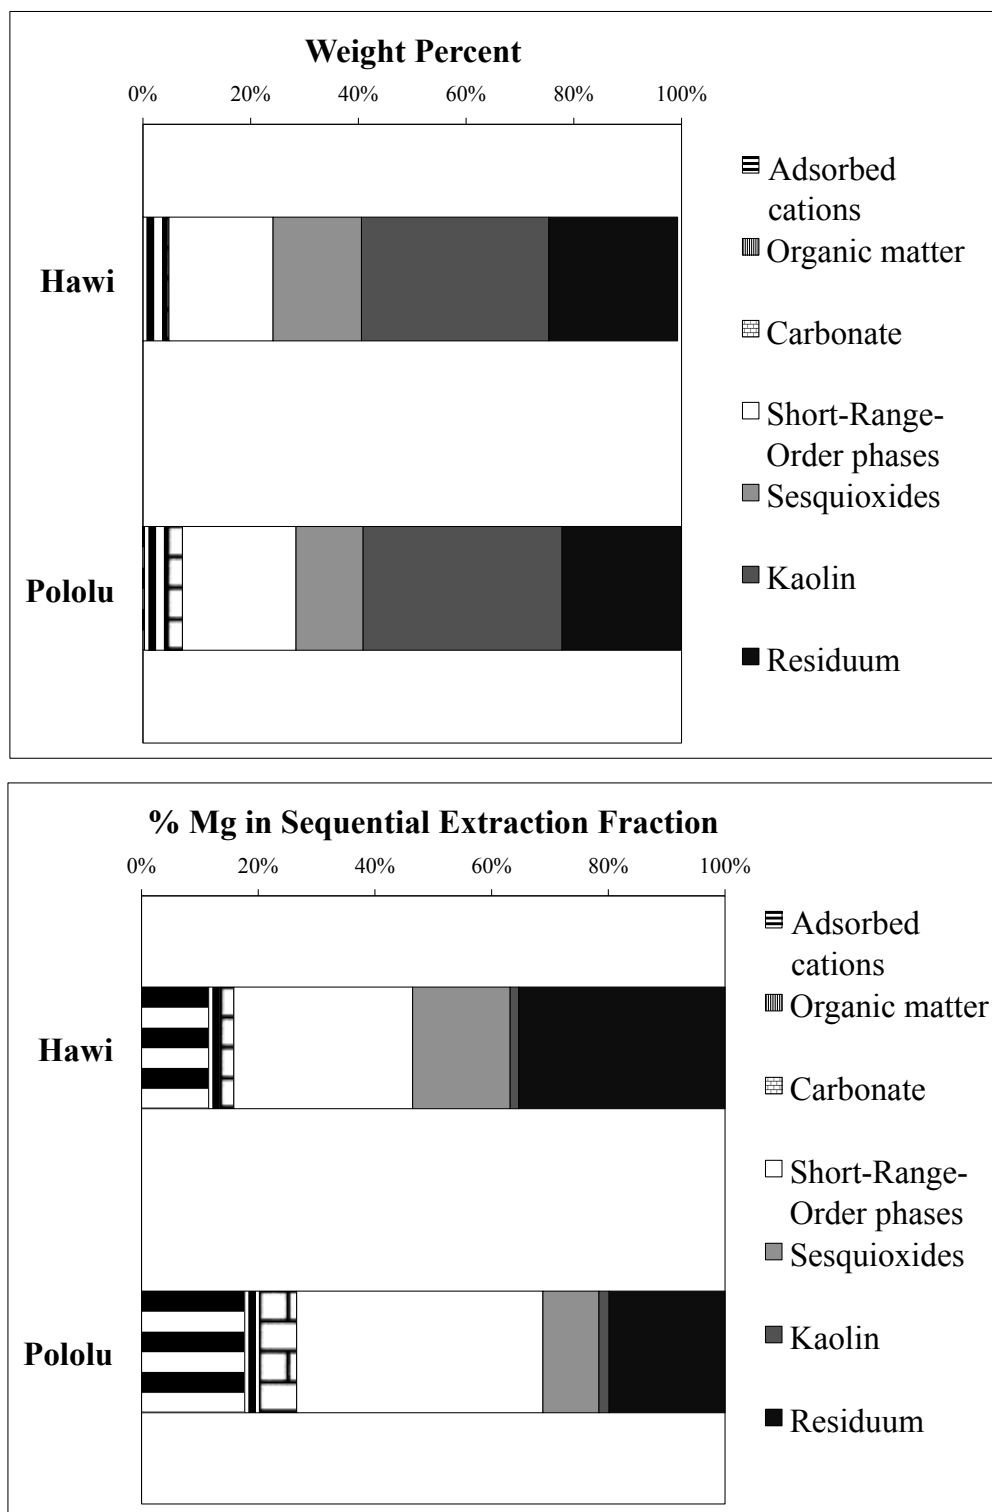 Weight Percent
0% 20% 40% 60% 80% 100%
Hawi
Pololu
Adsorbed
cations
Organic matter
Carbonate
Short-Range-
Order phases
Sesquioxides
Kaolin
Residuum
% Mg in Sequential Extraction Fraction
0% 20% 40% 60% 80% 100%
Hawi
Pololu
Adsorbed
cations
Organic matter
Carbonate
Short-Range-
Order phases
Sesquioxides
Kaolin
Residuum